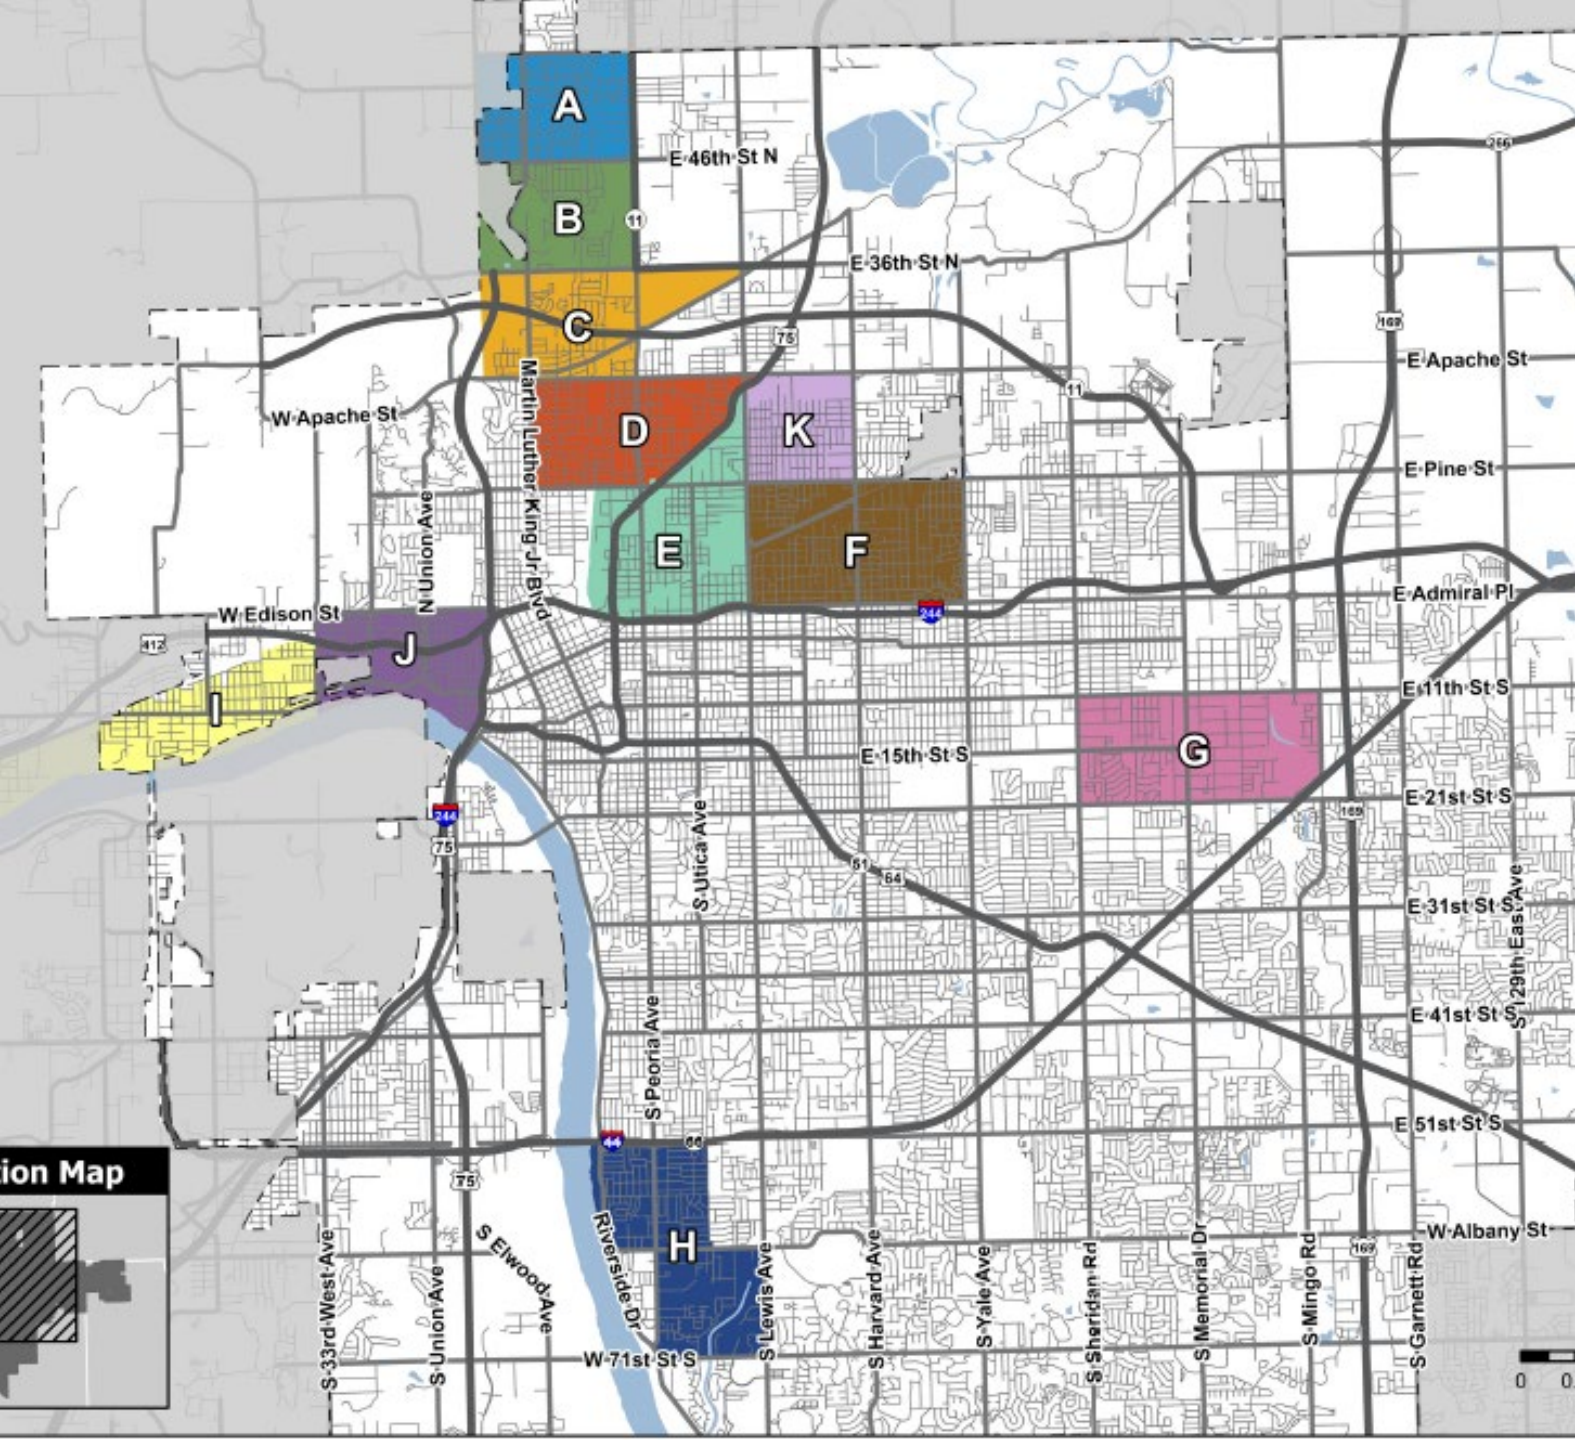 A
E 46th St N
266
B
11
E 36th St N
C
75
169
E Apache St
11
W Apache St
Martin Luther King Jr Blvd
D
K
E Pine St
N Union Ave
E
F
E Admiral Pl
244
W Edison St
412
J
I
E 11th St S
G
E 15th St S
E 21st St S
169
244
75
S Utica Ave
51
64
E 31st St S
S 129th East Ave
E 41st St S
S Peoria Ave
E 51st St S
44
66
tion Map
75
S Elwood Ave
Riverside Dr
H
W Albany St
169
S 33rd West Ave
S Union Ave
S Lewis Ave
S Harvard Ave
S Yale Ave
S Sheridan Rd
S Memorial Dr
S Mingo Rd
S Garnett Rd
W 71st St S
0
0.